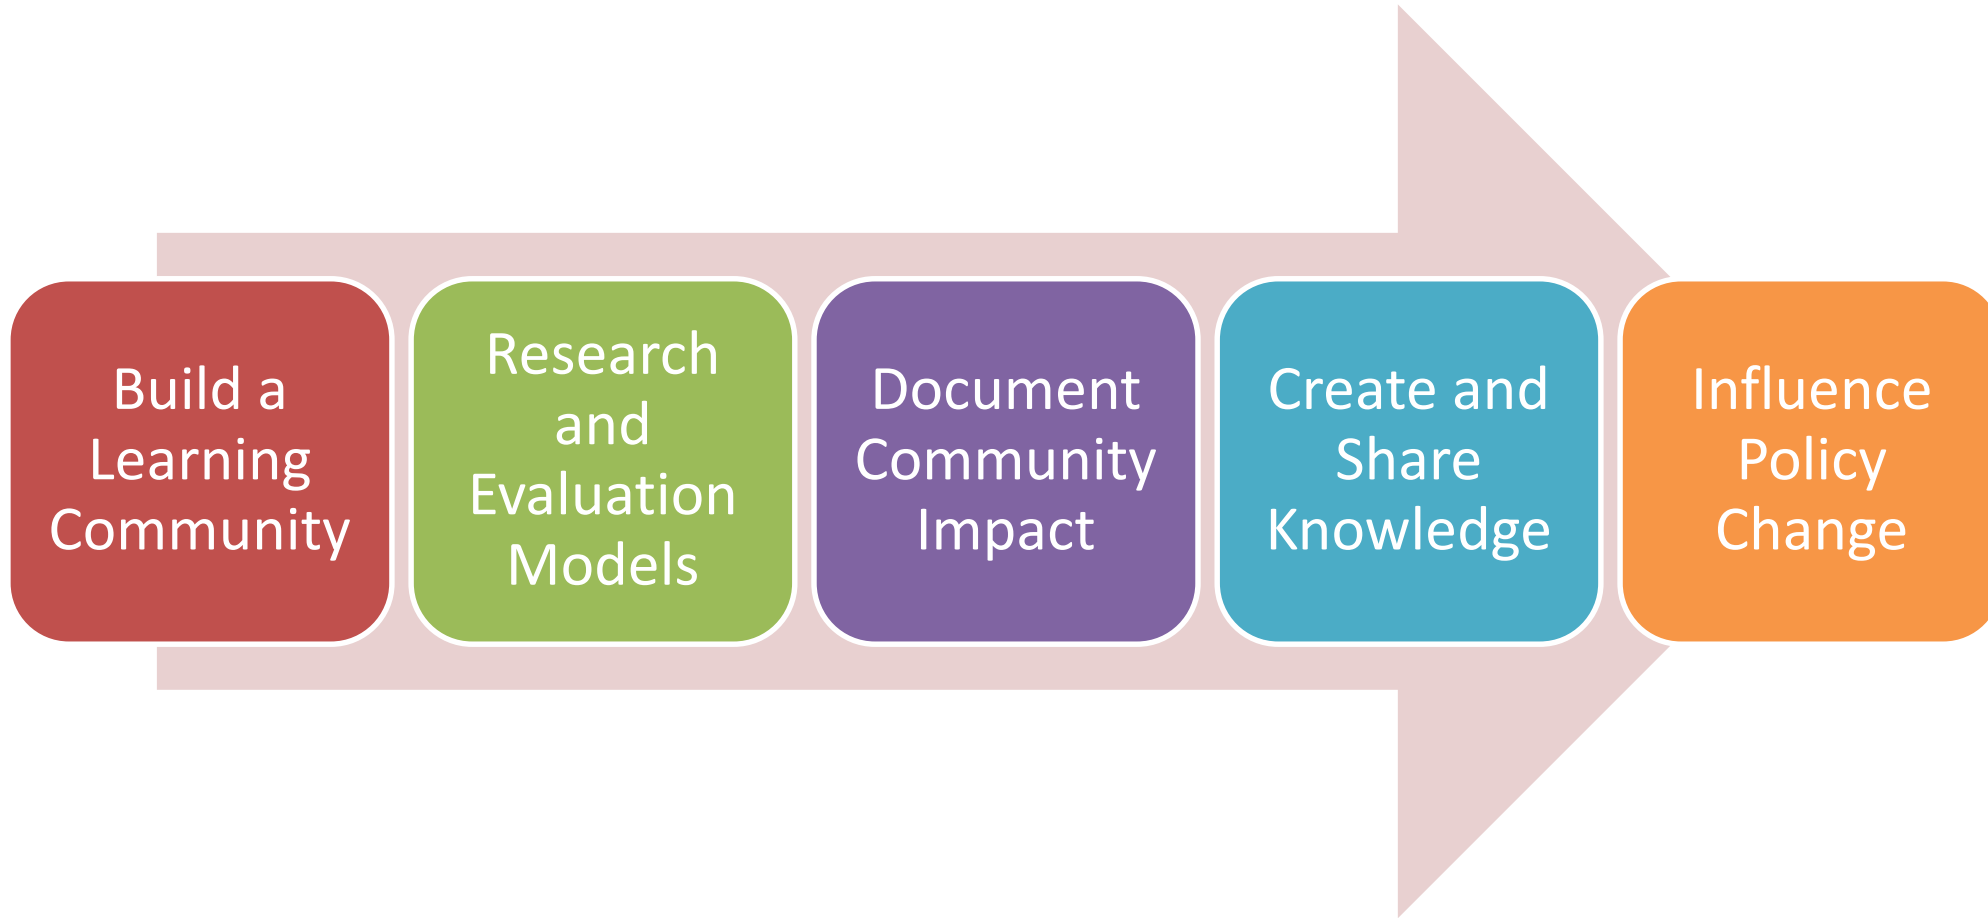 Build a
Learning
Community
Research
and
Evaluation
Models
Document
Community
Impact
Create and
Share
Knowledge
Influence
Policy
Change